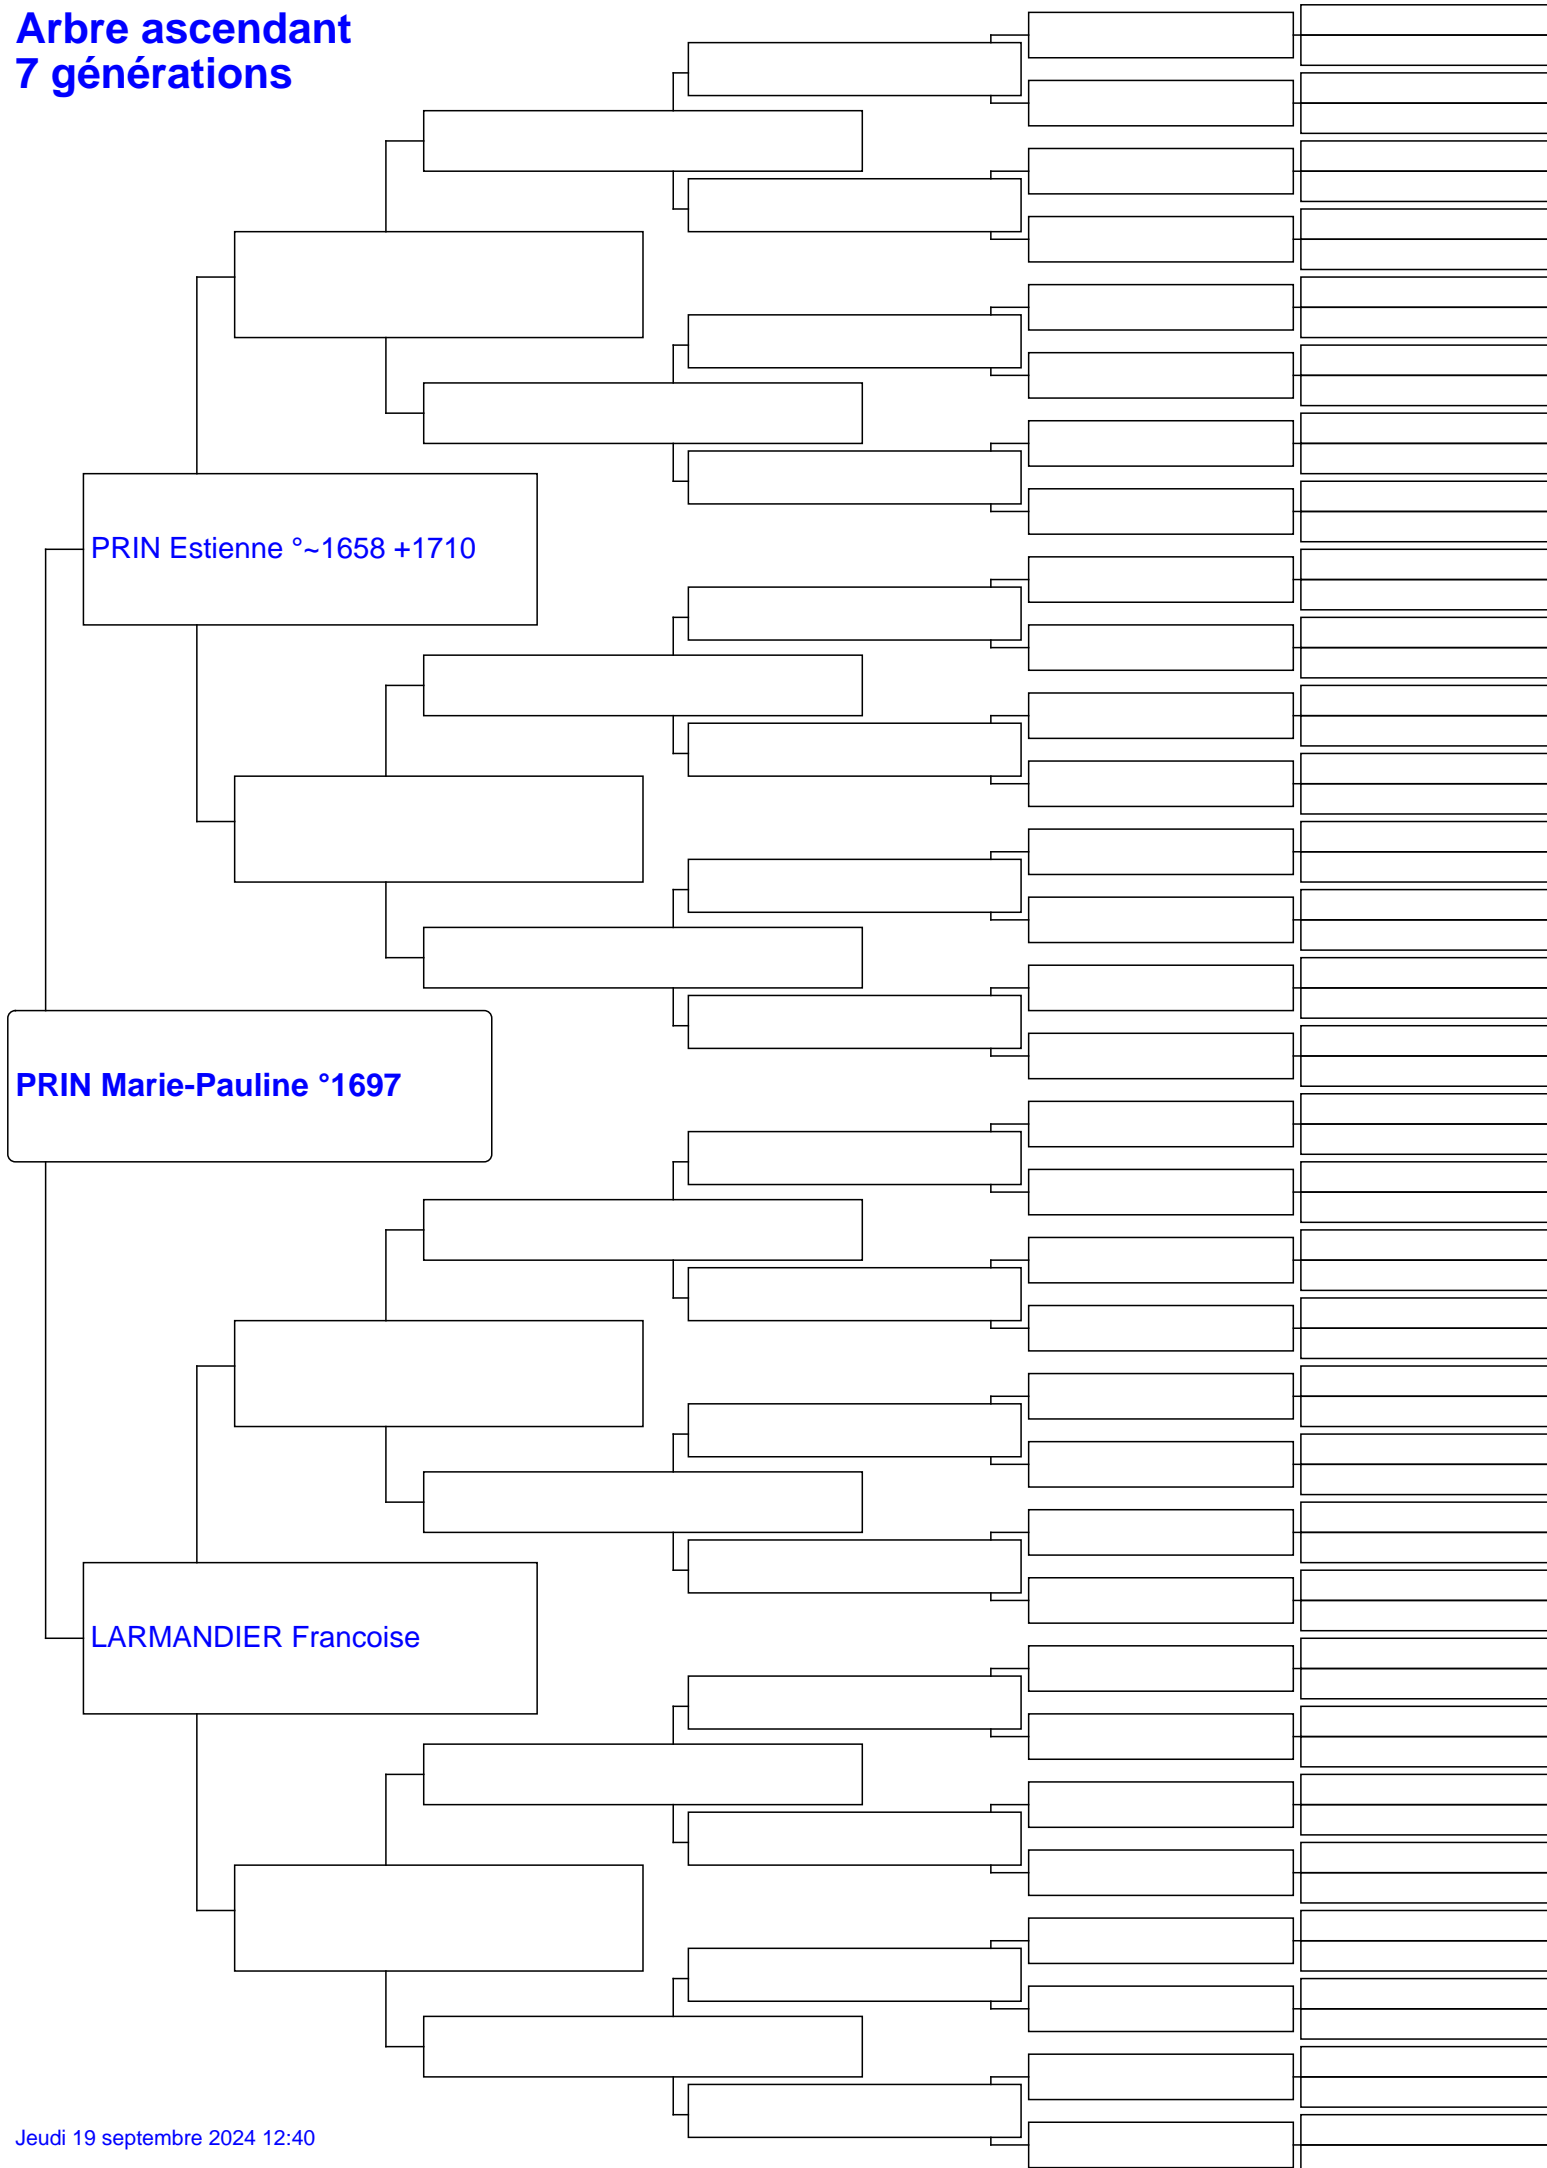 Arbre ascendant
7 générations
PRIN Estienne °~1658 +1710
PRIN Marie-Pauline °1697
LARMANDIER Francoise
Jeudi 19 septembre 2024 12:40